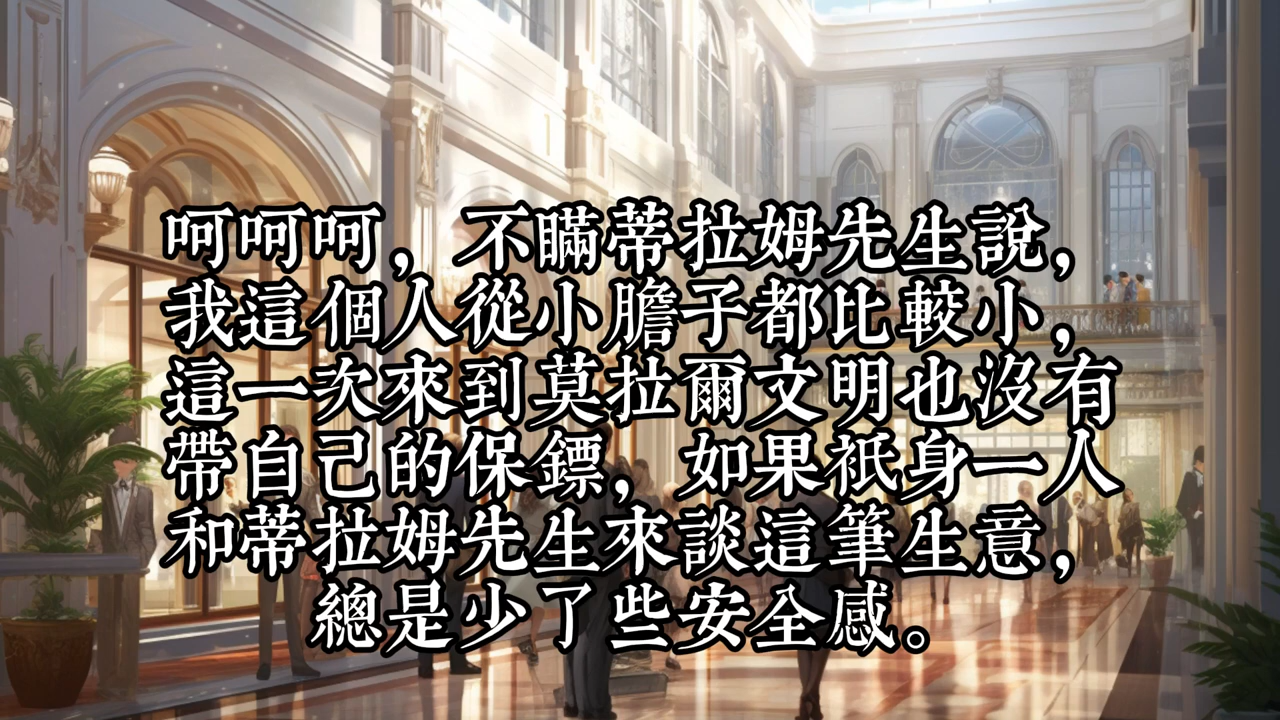 呵呵呵，不瞞蒂拉姆先生說，
我這個人從小膽子都比較小，
這一次來到莫拉爾文明也沒有
帶自己的保鏢，如果祇身一人
和蒂拉姆先生來談這筆生意，
總是少了些安全感。